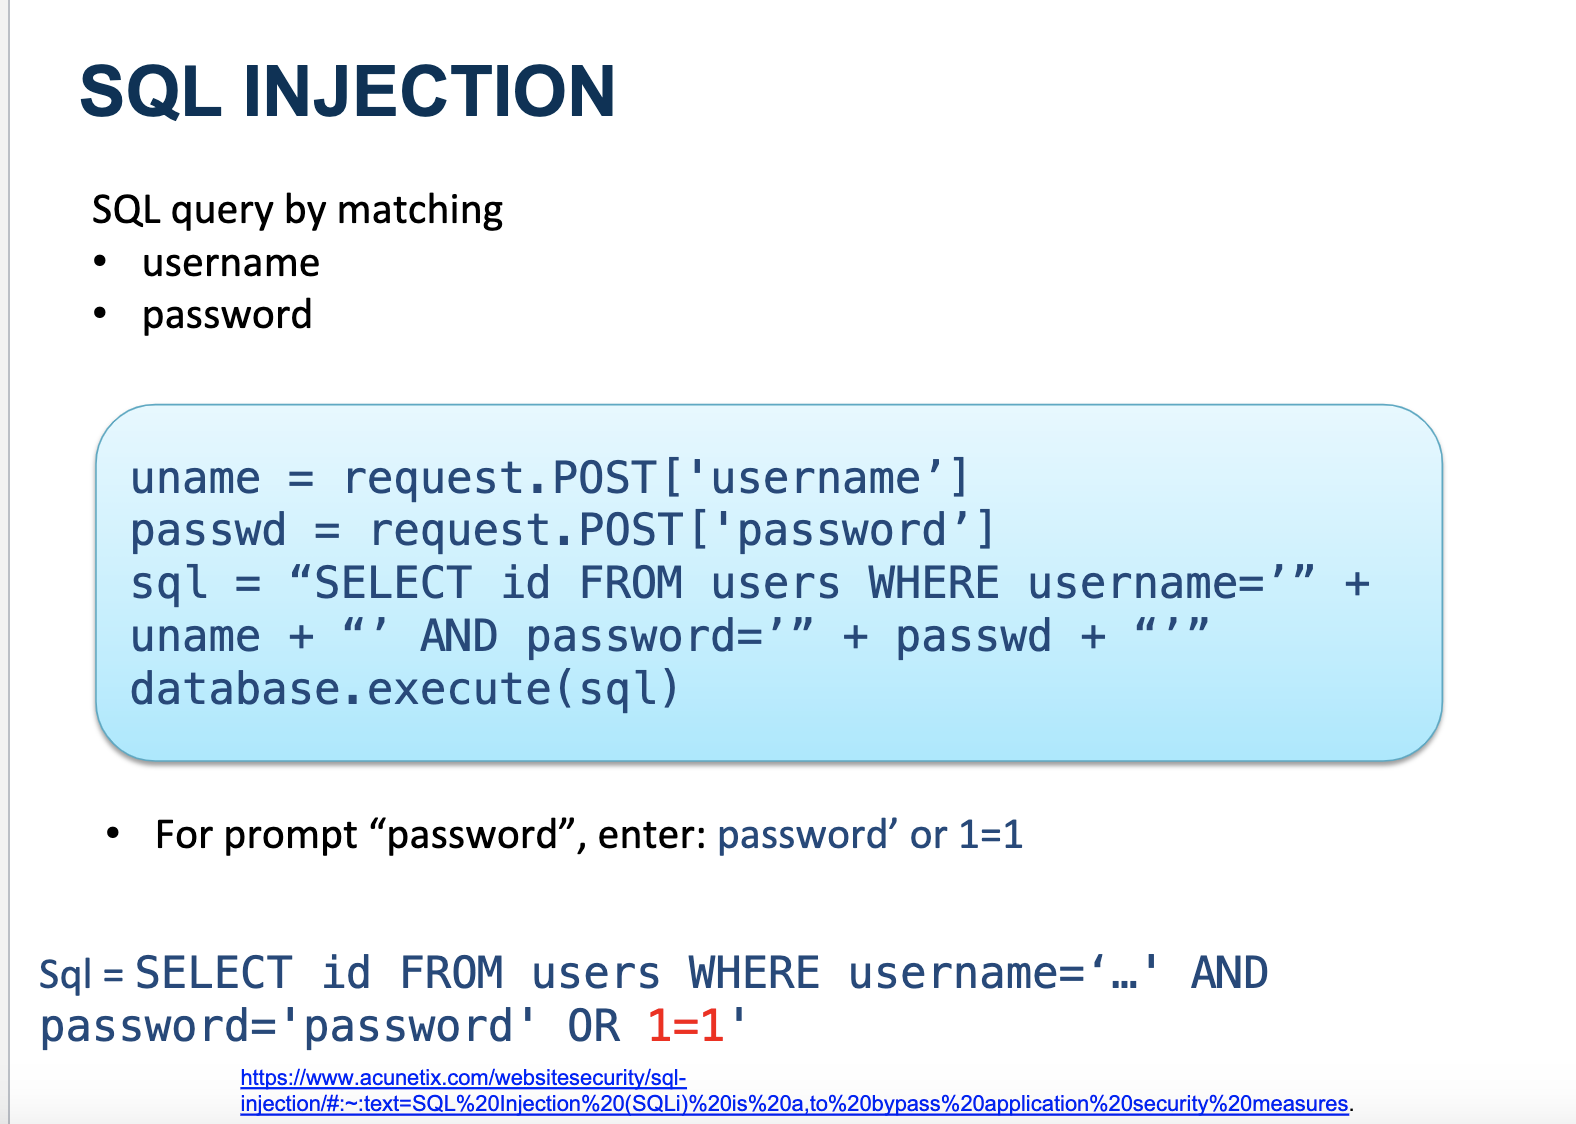 SQL INJECTION
SQL query by matching
• username
• password
uname = request.POST['username’]
passwd = request.POST['password’]
sql = “SELECT id FROM users WHERE username=’” +
uname + “’ AND password=’” + passwd + “’”
database.execute(sql)
• For prompt “password”, enter: password’ or 1=1
Sql = SELECT id FROM users WHERE username=‘…' AND
password='password' OR 1=1'
https://www.acunetix.com/websitesecurity/sql-
injection/#:~:text=SQL%20Injection%20(SQLi)%20is%20a,to%20bypass%20application%20security%20measures.